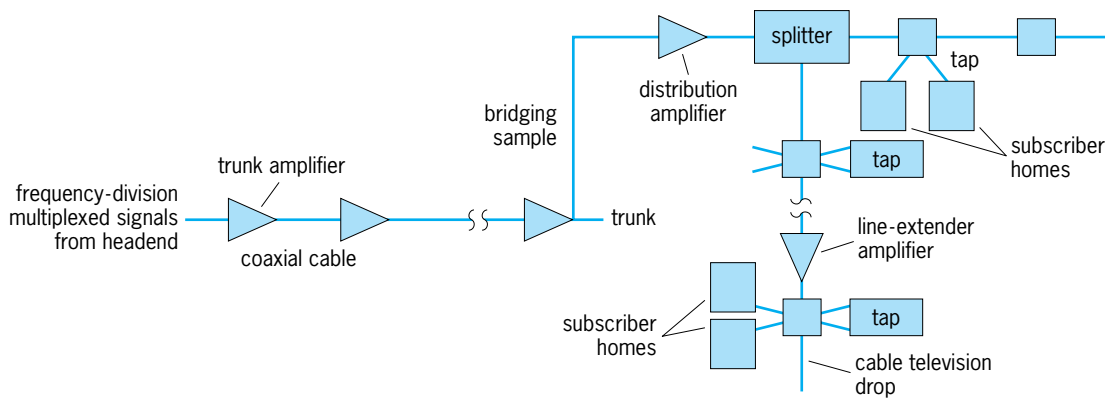 splitter
tap
distribution
amplifier
bridging
sample
subscriber
homes
trunk amplifier
tap
frequency-division
multiplexed signals
from headend
trunk
coaxial cable
line-extender
amplifier
subscriber
homes
tap
cable television
drop